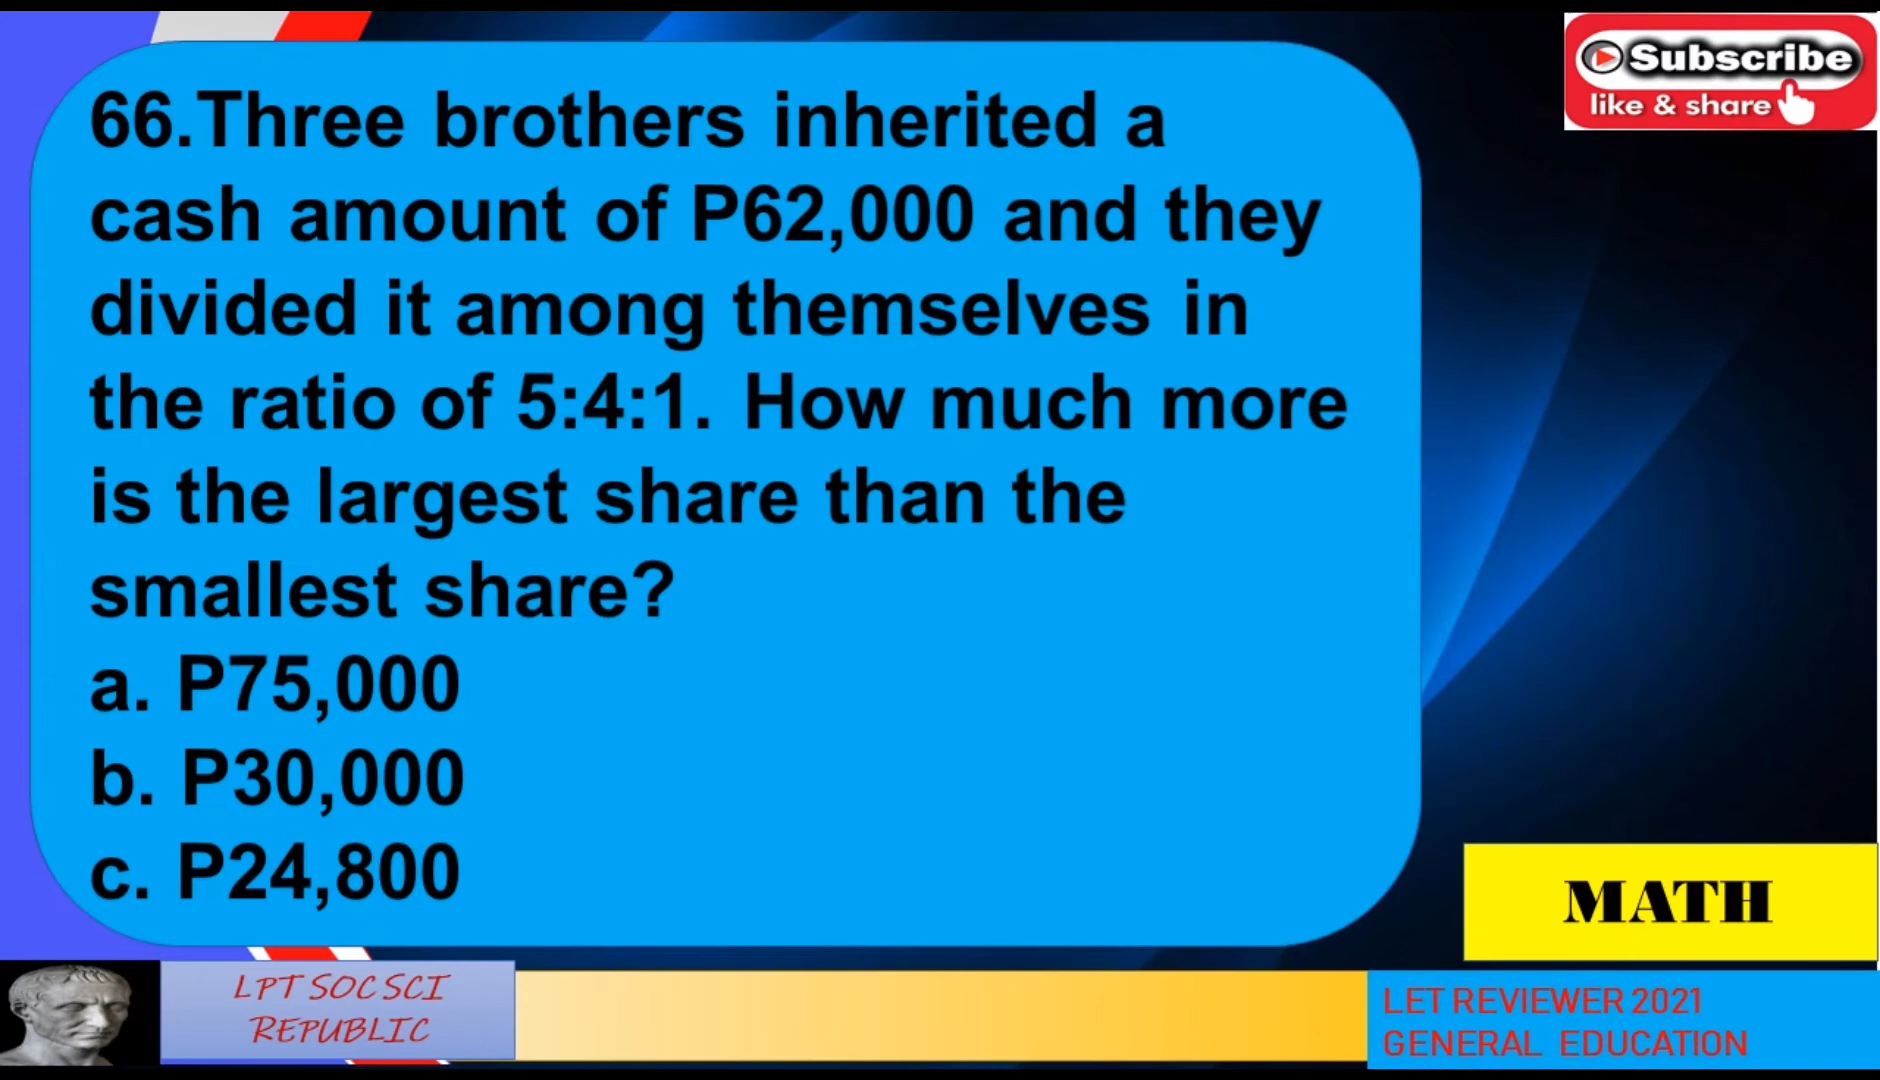 Subscribe
like & share
66.Three brothers inherited a
cash amount of P62,000 and they
divided it among themselves in
the ratio of 5:4:1. How much more
is the largest share than the
smallest share?
a. P75,000
b. P30,000
c. P24,800
MATH
LPT SOC SCI
REPUBLIC
LET REVIEWER 2021
GENERAL EDUCATION